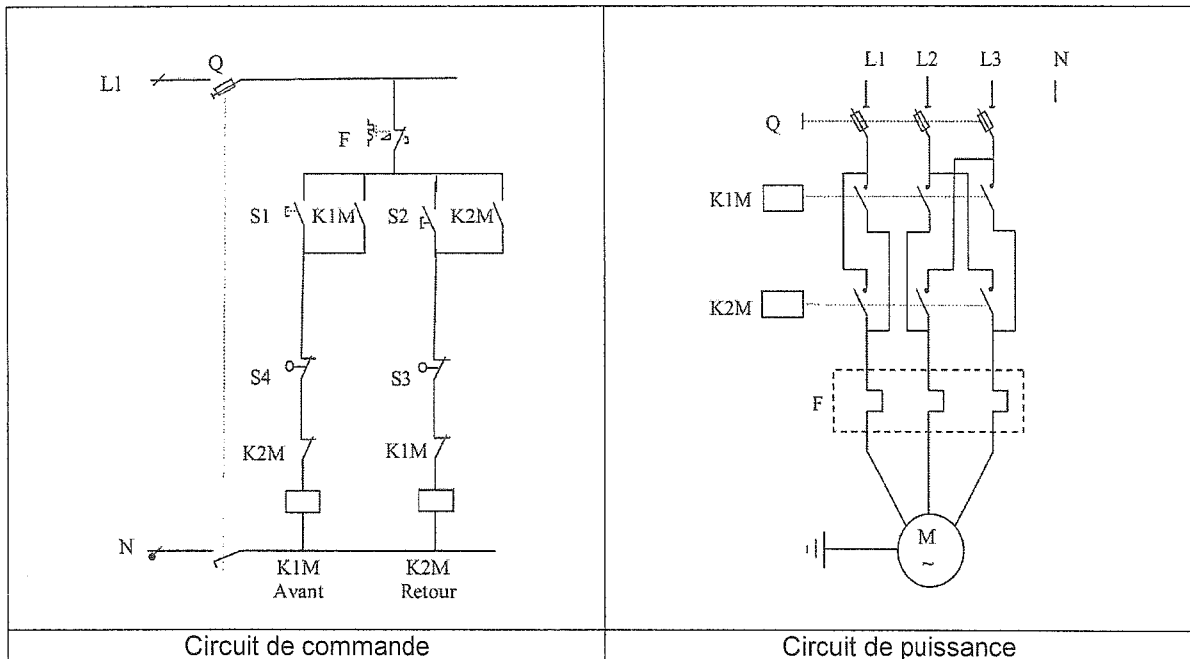 Q
L1
F
S1
K1M
S2
K2M
S4
S3
K2M
K1M
N
K1M
Avant
K2M
Retour
Circuit de commande
L1 L2 L3 N
Q
K1M
K2M
F
M
~
Circuit de puissance